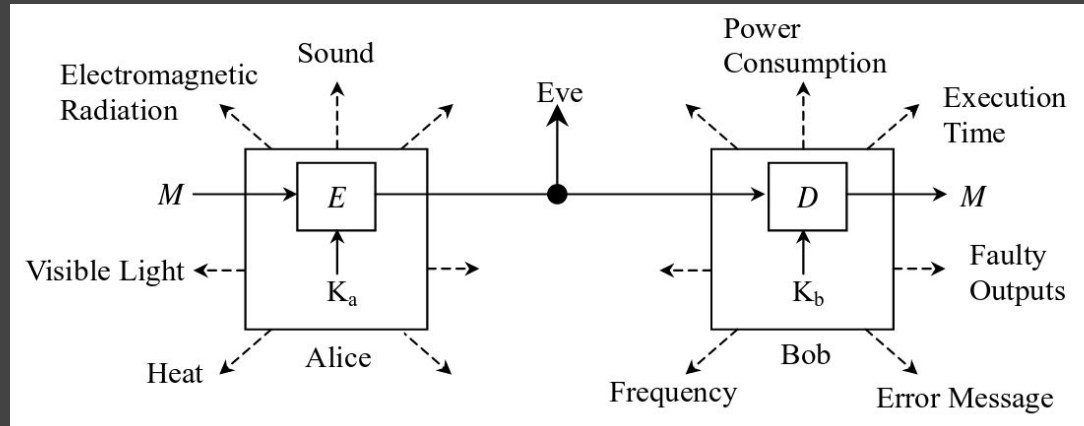 Power
Consumption
Sound
Electromagnetic
Radiation
Eve
Execution
Time
M
E
D
M
Visible Light
Ka
Kb
Faulty
Outputs
Alice
Bob
Heat
Frequency
Error Message